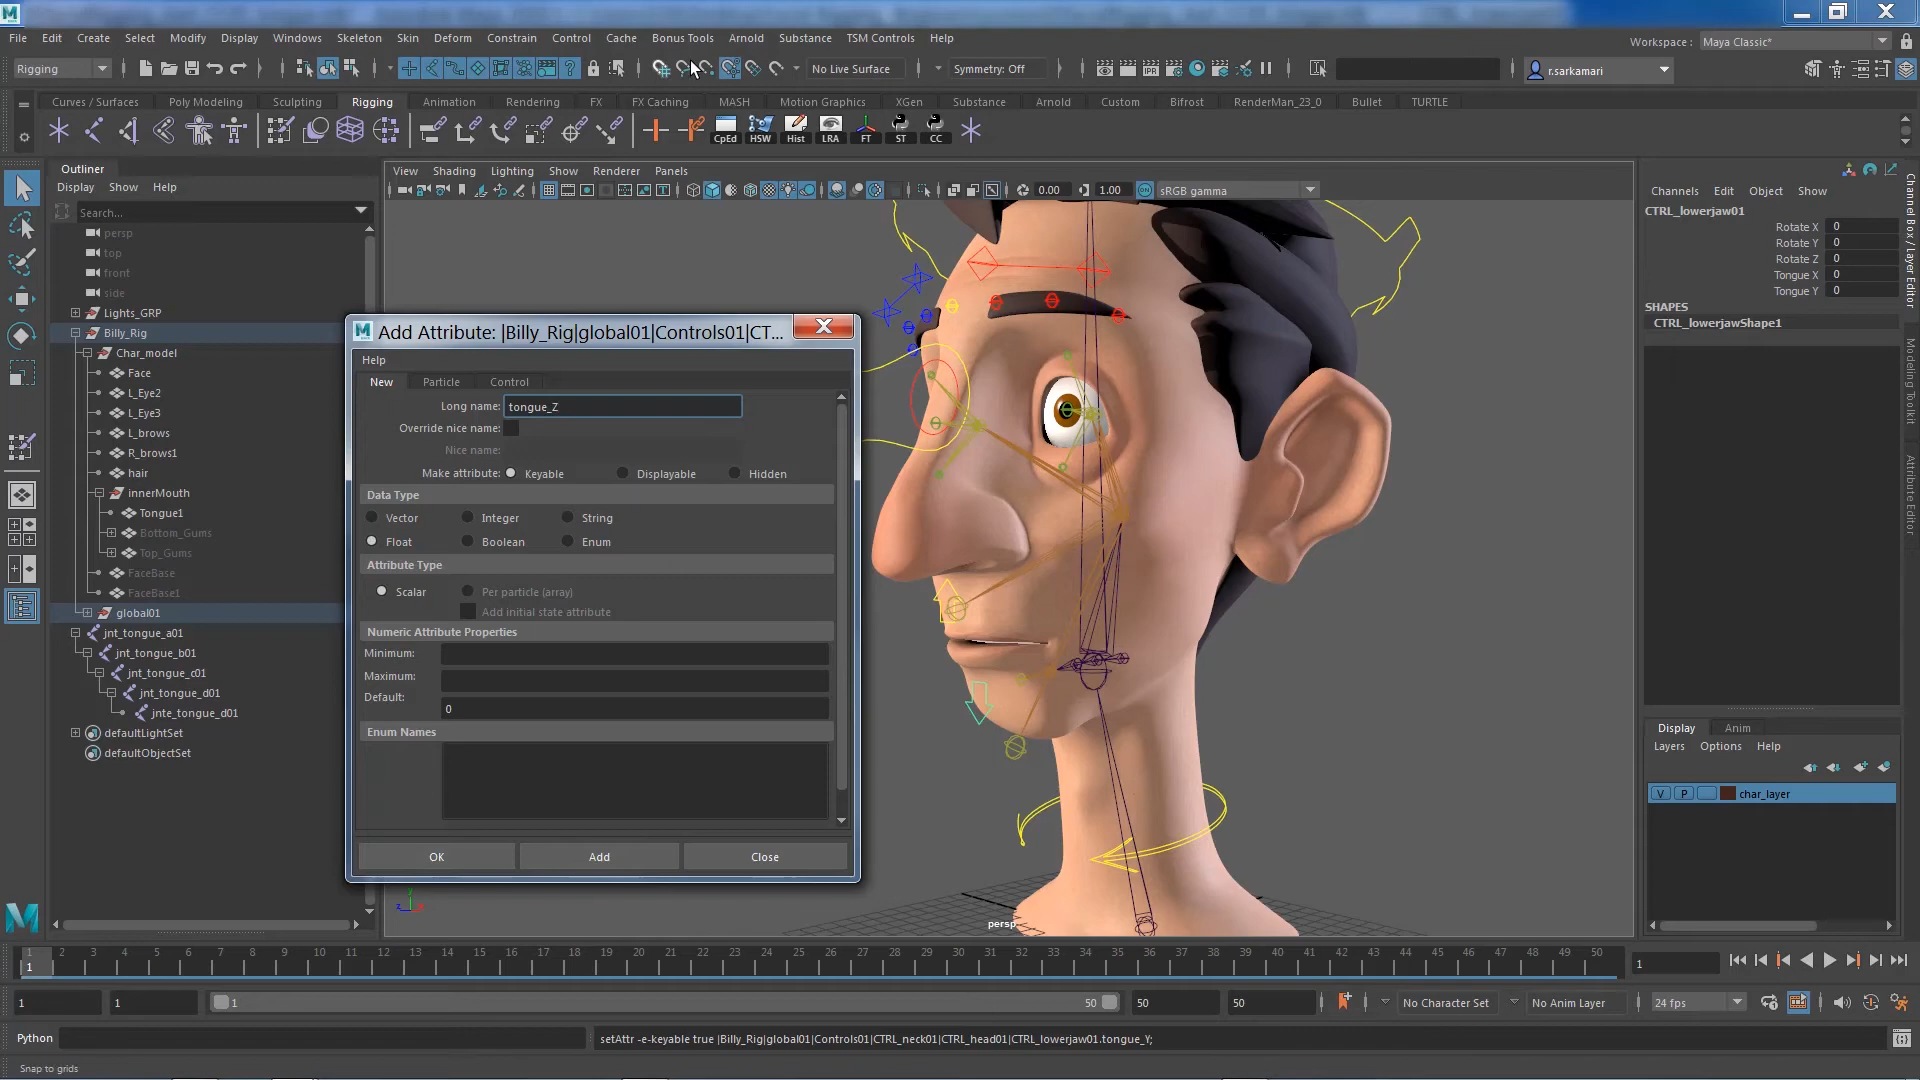 File Edit Create Select Modify Display Windows Skeleton Skin Deform Constrain Control Cache Bonus Tools Arnold Substance TSM Controls Help
Workspace : Maya Classic*
Rigging No Live Surface Symmetry: Off r.sarkamari
Curves / Surfaces Poly Modeling Sculpting Rigging Animation Rendering FX FX Caching MASH Motion Graphics XGen Substance Arnold Custom Bifrost RenderMan_23_0 Bullet TURTLE
CpEd HSW Hist LRA FT ST CC
IPR
Outliner
Display Show Help
Search...
persp
top
front
side
Lights_GRP
Billy_Rig
Char_model
Face
L_Eye2
L_Eye3
L_brows
R_brows1
hair
innerMouth
Tongue1
Bottom_Gums
Top_Gums
FaceBase
FaceBase1
global01
jnt_tongue_a01
jnt_tongue_b01
jnt_tongue_c01
jnt_tongue_d01
jnte_tongue_d01
defaultLightSet
defaultObjectSet
View Shading Lighting Show Renderer Panels
0.00 1.00 sRGB gamma
Add Attribute: |Billy_Rig|global01|Controls01|CT...
Help
New Particle Control
Long name: tongue_Z
Override nice name:
Nice name:
Make attribute: Keyable Displayable Hidden
Data Type
Vector Integer String
Float Boolean Enum
Attribute Type
Scalar Per particle (array)
Add initial state attribute
Numeric Attribute Properties
Minimum:
Maximum:
Default: 0
Enum Names
OK Add Close
persp
Channels Edit Object Show
CTRL_lowerjaw01
Rotate X 0
Rotate Y 0
Rotate Z 0
Tongue X 0
Tongue Y 0
SHAPES
CTRL_lowerjawShape1
Channel Box / Layer Editor
Modeling Toolkit
Attribute Editor
Display Anim
Layers Options Help
V P char_layer
1 2 3 4 5 6 7 8 9 10 11 12 13 14 15 16 17 18 19 20 21 22 23 24 25 26 27 28 29 30 31 32 33 34 35 36 37 38 39 40 41 42 43 44 45 46 47 48 49 50
1 1
1 1 1 50 50 50 No Character Set No Anim Layer 24 fps
Python setAttr -e-keyable true |Billy_Rig|global01|Controls01|CTRL_neck01|CTRL_head01|CTRL_lowerjaw01.tongue_Y;
Snap to grids